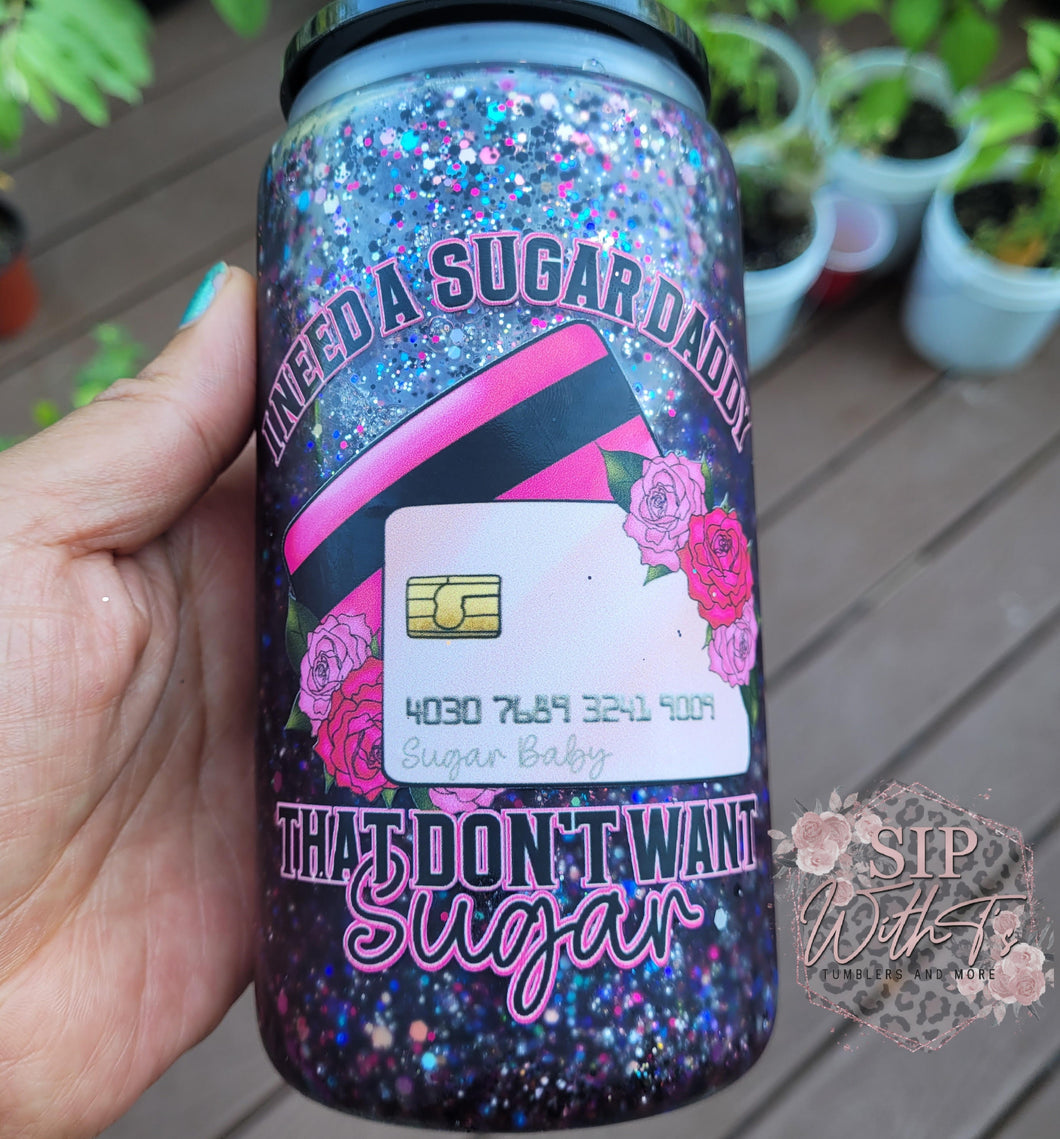 I NEED A SUGAR DADDY
4030 7689 3241 9009
Sugar Baby
THAT DON'T WANT
Sugar
SIP
With T's
TUMBLERS AND MORE